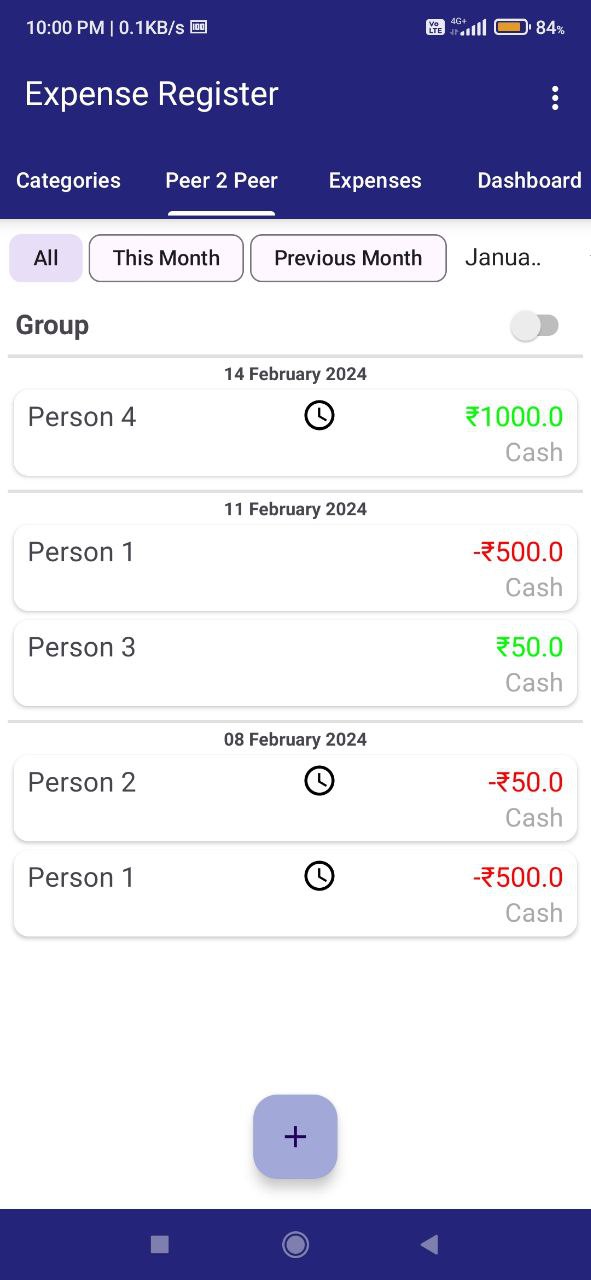 10:00 PM | 0.1KB/s
Vo LTE 4G+ 84%
Expense Register
Categories Peer 2 Peer Expenses Dashboard
All This Month Previous Month Janua..
Group
14 February 2024
Person 4 ₹1000.0
Cash
11 February 2024
Person 1 -₹500.0
Cash
Person 3 ₹50.0
Cash
08 February 2024
Person 2 -₹50.0
Cash
Person 1 -₹500.0
Cash
+